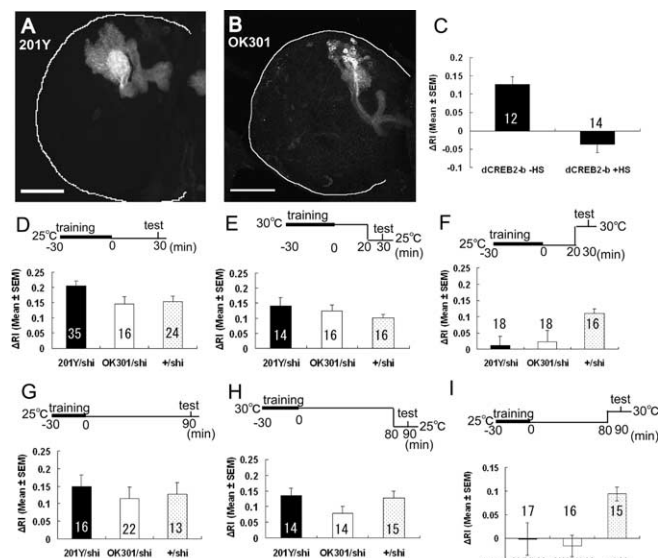 A
201Y
B
OK301
C
ΔRI (Mean ± SEM)
0.2
0.15
0.1
0.05
0
-0.05
-0.1
12
14
dCREB2-b -HS
dCREB2-b +HS
D
training
test
25℃
-30
0
30
(min)
ΔRI (Mean ± SEM)
0.25
0.2
0.15
0.1
0.05
0
35
16
24
201Y/shi
OK301/shi
+/shi
E
30℃
training
test
25℃
-30
0
20
30
(min)
ΔRI (Mean ± SEM)
0.25
0.2
0.15
0.1
0.05
0
14
16
16
201Y/shi
OK301/shi
+/shi
F
test
30℃
training
25℃
-30
0
20
30
(min)
ΔRI (Mean ± SEM)
0.2
0.15
0.1
0.05
0
18
18
16
201Y/shi
OK301/shi
+/shi
G
training
test
25℃
-30
0
90
(min)
ΔRI (Mean ± SEM)
0.25
0.2
0.15
0.1
0.05
0
16
22
13
201Y/shi
OK301/shi
+/shi
H
training
30℃
test
25℃
-30
0
80
90
(min)
ΔRI (Mean ± SEM)
0.25
0.2
0.15
0.1
0.05
0
14
14
15
201Y/shi
OK301/shi
+/shi
I
training
test
30℃
25℃
-30
0
80
90
(min)
ΔRI (Mean ± SEM)
0.15
0.1
0.05
0
17
16
15